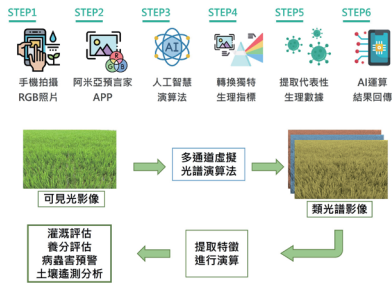 STEP1
STEP2
STEP3
STEP4
STEP5
STEP6
R
G
B
AI
手機拍攝
RGB照片
阿米亞預言家
APP
人工智慧
演算法
轉換獨特
生理指標
提取代表性
生理數據
AI運算
結果回傳
可見光影像
多通道虛擬
光譜演算法
類光譜影像
灌溉評估
養分評估
病蟲害預警
土壤遙測分析
提取特徵
進行演算